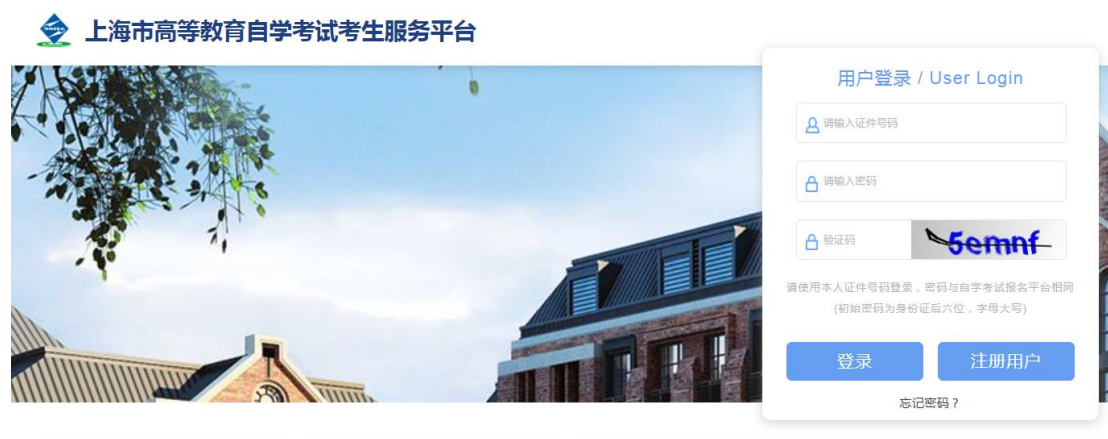 上海市高等教育自学考试考生服务平台
用户登录 / User Login
请输入证件号码
请输入密码
验证码
5emnf
请使用本人证件号码登录，密码与自学考试报名平台相同
(初始密码为身份证后六位，字母大写)
登录
注册用户
忘记密码？